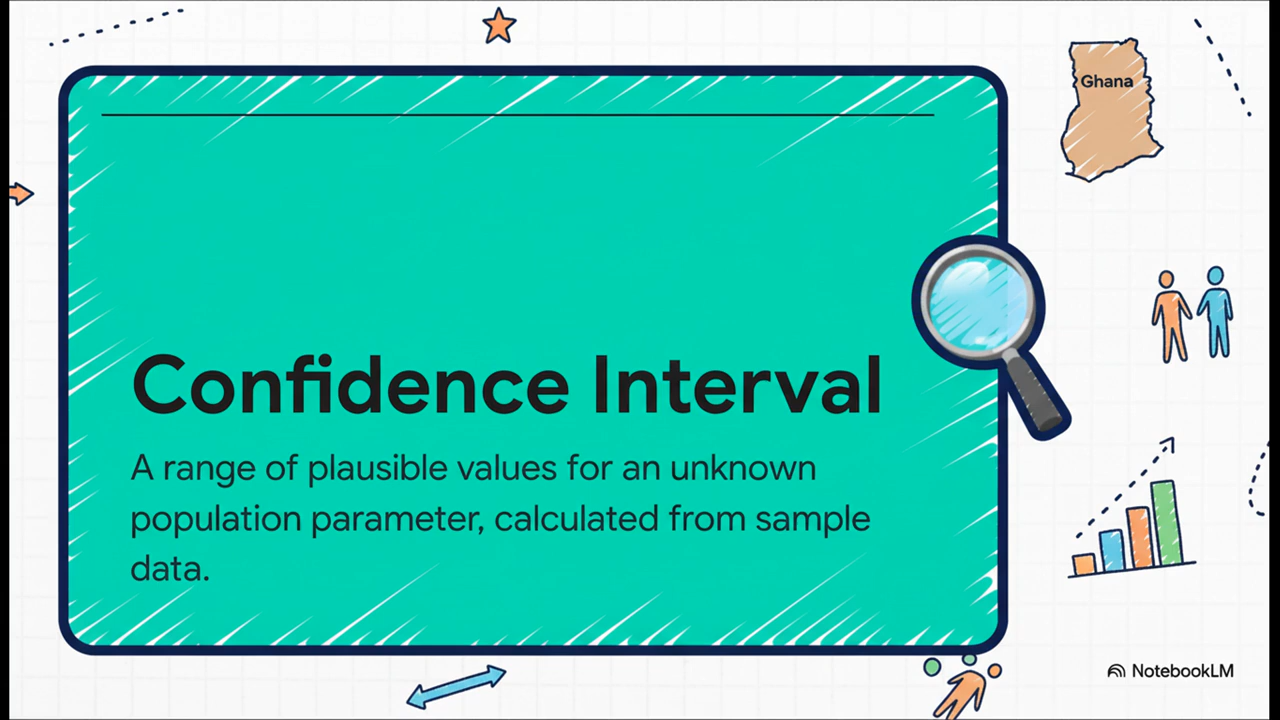 Ghana
Confidence Interval
A range of plausible values for an unknown
population parameter, calculated from sample
data.
NotebookLM